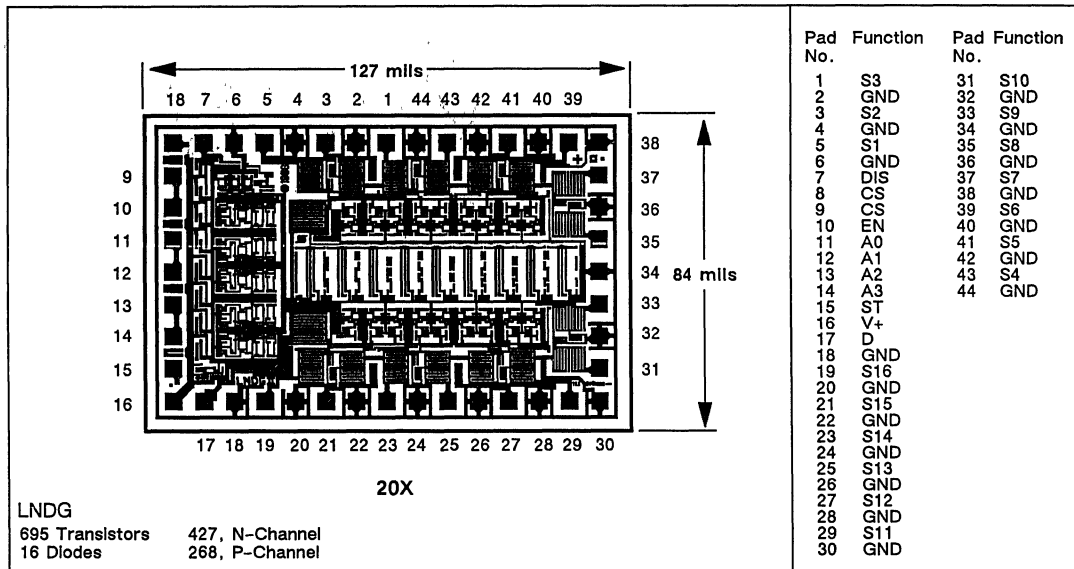 127 mils
18 7 6 5 4 3 2 1 44 43 42 41 40 39
38
9
37
10
36
11
35
12
34
84 mils
13
33
14
32
15
31
16
17 18 19 20 21 22 23 24 25 26 27 28 29 30
20X
LNDG
695 Transistors 427, N-Channel
16 Diodes 268, P-Channel
Pad Function Pad Function
No. No.
1 S3 31 S10
2 GND 32 GND
3 S2 33 S9
4 GND 34 GND
5 S1 35 S8
6 GND 36 GND
7 DIS 37 S7
8 CS 38 GND
9 CS 39 S6
10 EN 40 GND
11 A0 41 S5
12 A1 42 GND
13 A2 43 S4
14 A3 44 GND
15 ST
16 V+
17 D
18 GND
19 S16
20 GND
21 S15
22 GND
23 S14
24 GND
25 S13
26 GND
27 S12
28 GND
29 S11
30 GND